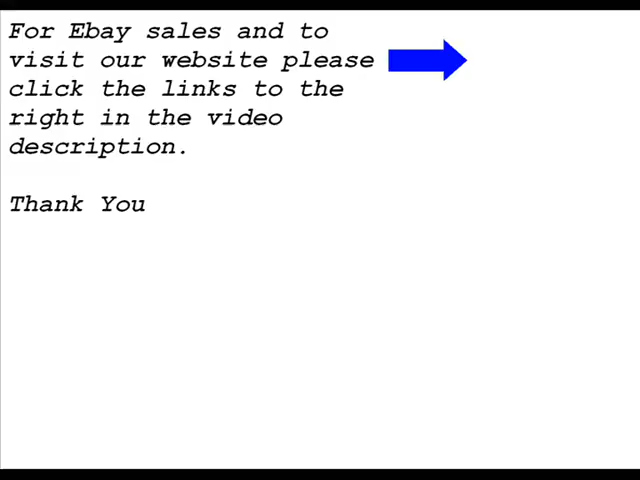 For Ebay sales and to
visit our website please
click the links to the
right in the video
description.
Thank You